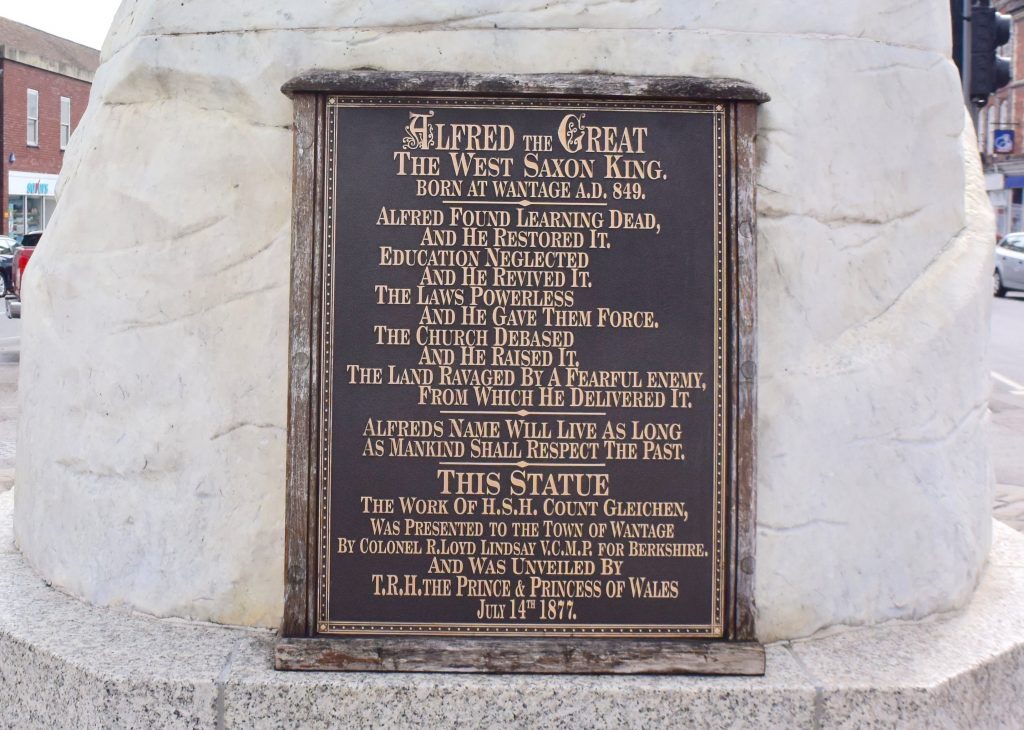 ALFRED THE GREAT
THE WEST SAXON KING.
BORN AT WANTAGE A.D. 849.
ALFRED FOUND LEARNING DEAD,
AND HE RESTORED IT.
EDUCATION NEGLECTED
AND HE REVIVED IT.
THE LAWS POWERLESS
AND HE GAVE THEM FORCE.
THE CHURCH DEBASED
AND HE RAISED IT.
THE LAND RAVAGED BY A FEARFUL ENEMY,
FROM WHICH HE DELIVERED IT.
ALFREDS NAME WILL LIVE AS LONG
AS MANKIND SHALL RESPECT THE PAST.
THIS STATUE
THE WORK OF H.S.H. COUNT GLEICHEN,
WAS PRESENTED TO THE TOWN OF WANTAGE
BY COLONEL R.LOYD LINDSAY V.C.M.P. FOR BERKSHIRE.
AND WAS UNVEILED BY
T.R.H.THE PRINCE & PRINCESS OF WALES
JULY 14TH 1877.